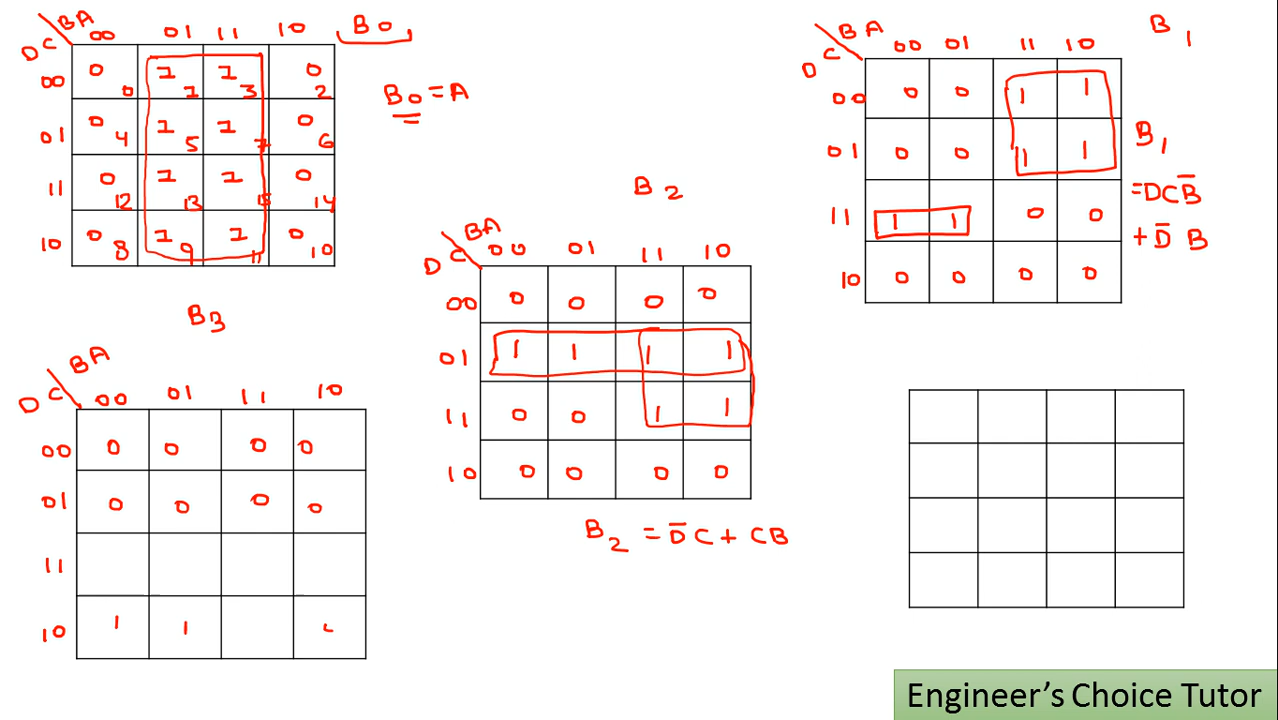 BA
DC 00 01 11 10 B0
00 0 0 1 1 1 3 0 2
01 0 4 1 5 1 7 0 6
11 0 12 1 13 1 15 0 14
10 0 8 1 9 1 11 0 10
B0 = A
BA B1
DC 00 01 11 10
00 0 0 1 1
01 0 0 1 1
11 1 1 0 0
10 0 0 0 0
B1
= DCB̅
+ D̅ B
B2
BA
DC 00 01 11 10
00 0 0 0 0
01 1 1 1 1
11 0 0 1 1
10 0 0 0 0
B2 = D̅C + CB
B3
BA
DC 00 01 11 10
00 0 0 0 0
01 0 0 0 0
11
10 1 1
Engineer's Choice Tutor